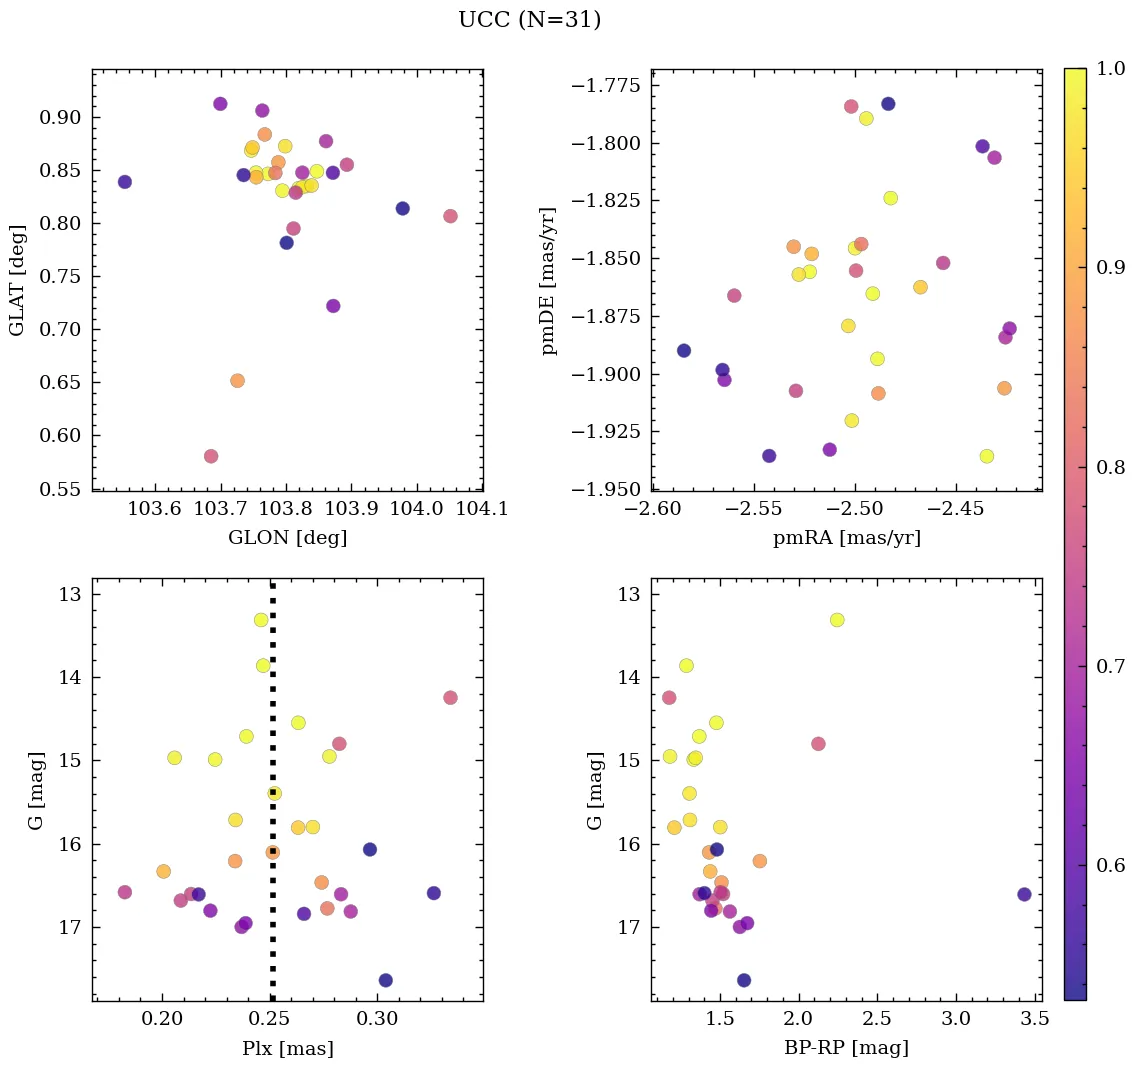 UCC (N=31)
0.90
0.85
0.80
0.75
0.70
0.65
0.60
0.55
GLAT [deg]
103.6 103.7 103.8 103.9 104.0 104.1
GLON [deg]
−1.775
−1.800
−1.825
−1.850
−1.875
−1.900
−1.925
−1.950
pmDE [mas/yr]
−2.60 −2.55 −2.50 −2.45
pmRA [mas/yr]
13
14
15
16
17
G [mag]
0.20 0.25 0.30
Plx [mas]
13
14
15
16
17
G [mag]
1.5 2.0 2.5 3.0 3.5
BP-RP [mag]
1.0
0.9
0.8
0.7
0.6